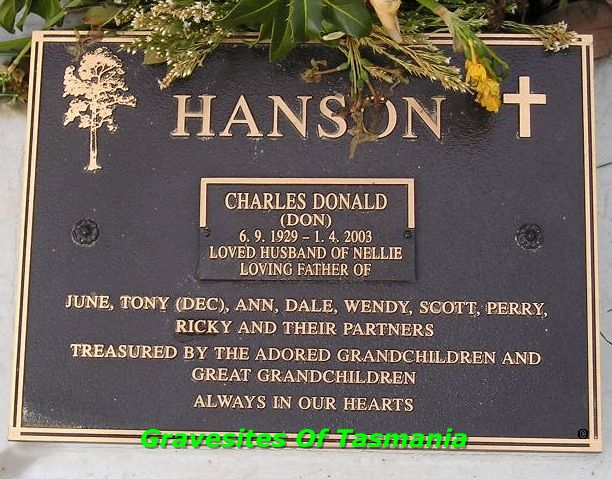 HANSON
CHARLES DONALD
(DON)
6. 9. 1929 – 1. 4. 2003
LOVED HUSBAND OF NELLIE
LOVING FATHER OF
JUNE, TONY (DEC), ANN, DALE, WENDY, SCOTT, PERRY,
RICKY AND THEIR PARTNERS
TREASURED BY THE ADORED GRANDCHILDREN AND
GREAT GRANDCHILDREN
ALWAYS IN OUR HEARTS
Gravesites Of Tasmania